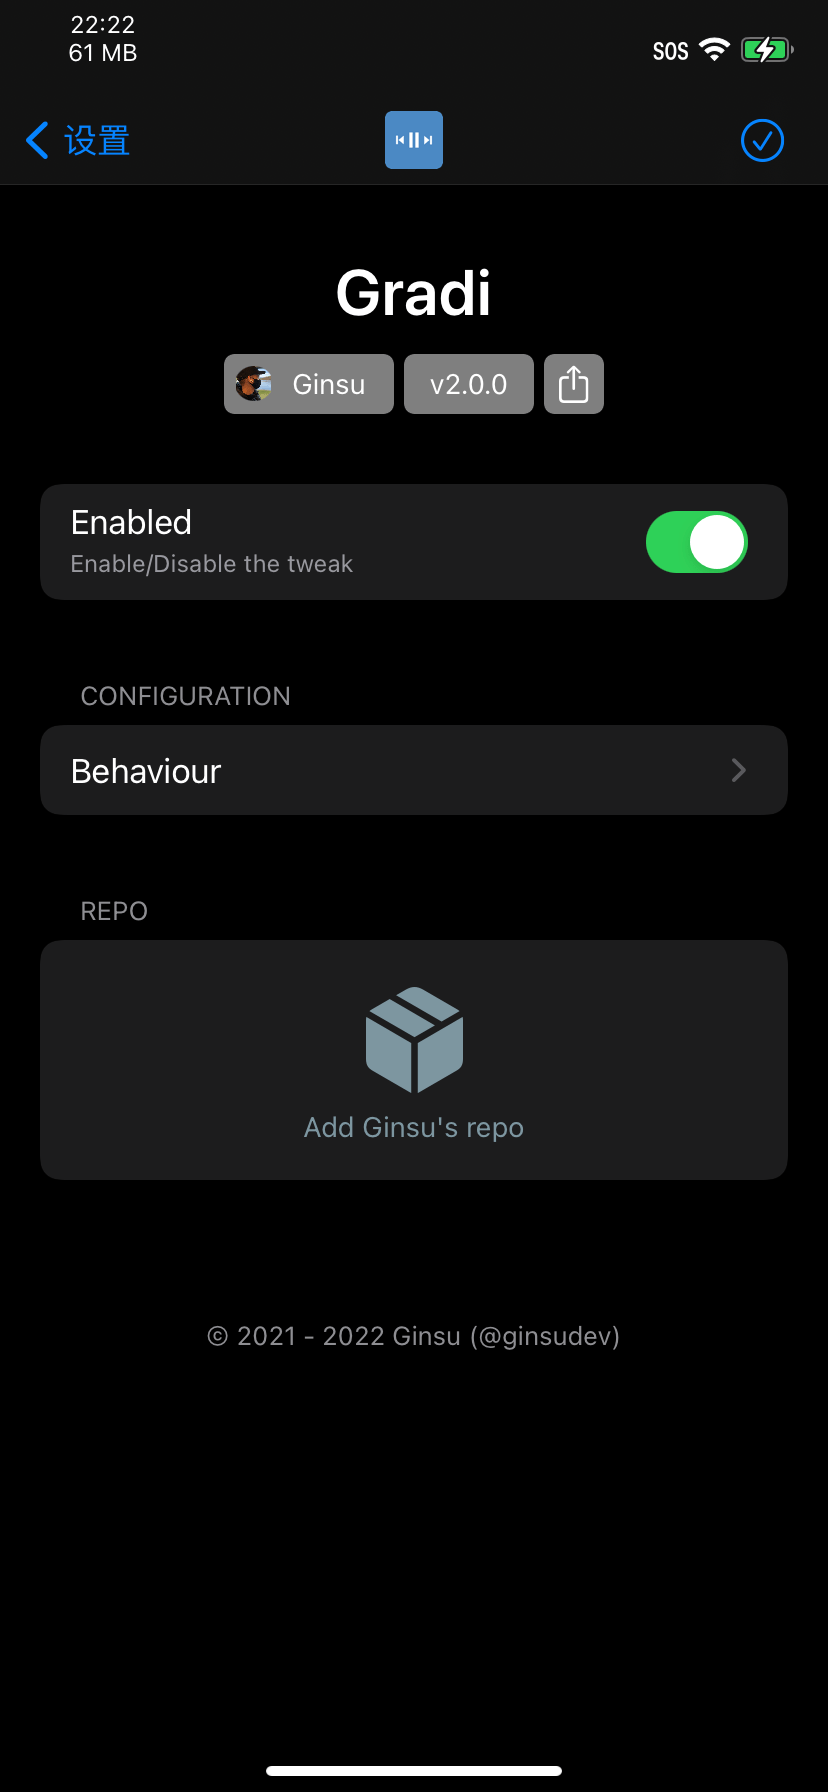 22:22
61 MB
SOS
设置
Gradi
Ginsu
v2.0.0
Enabled
Enable/Disable the tweak
CONFIGURATION
Behaviour
REPO
Add Ginsu's repo
© 2021 - 2022 Ginsu (@ginsudev)